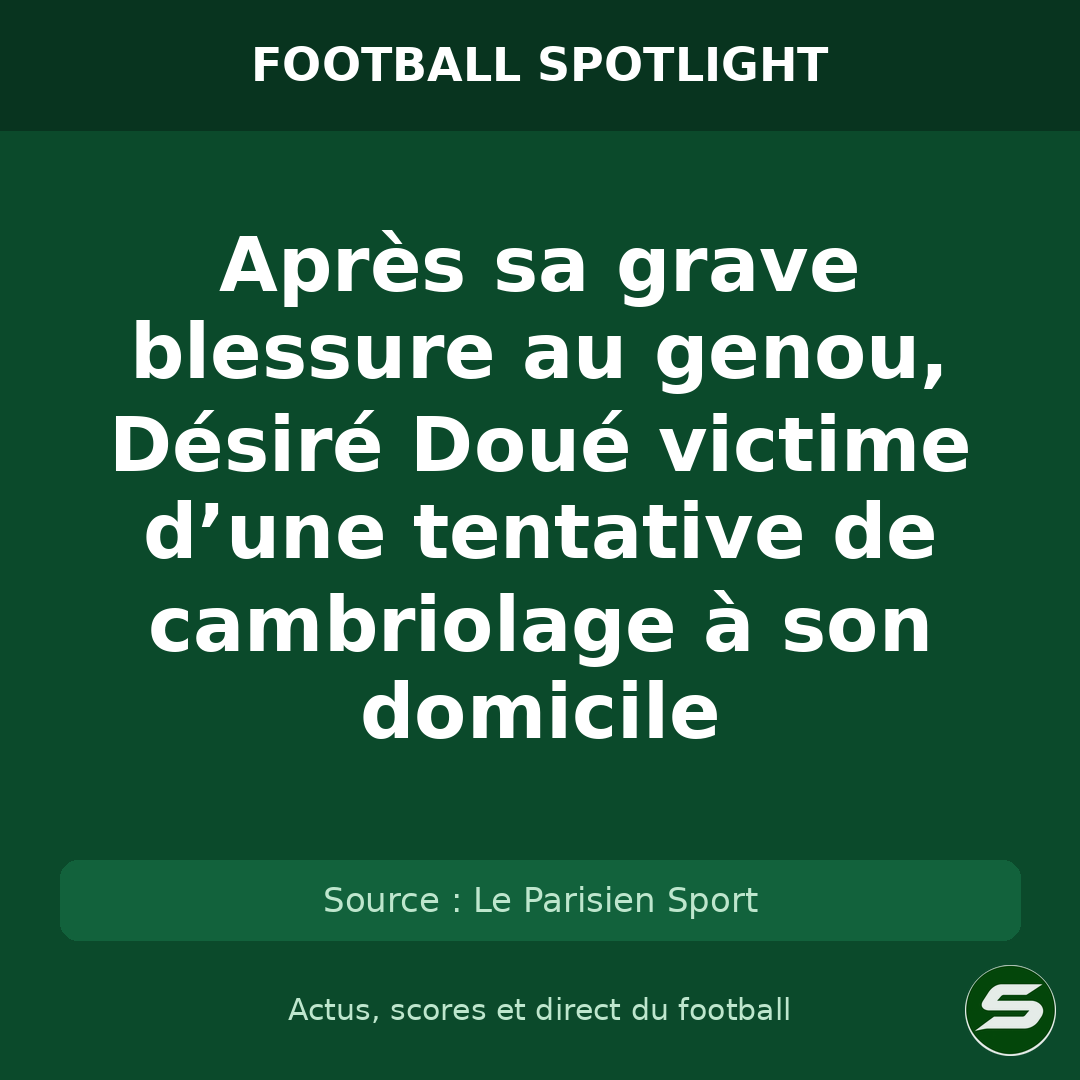 FOOTBALL SPOTLIGHT
Après sa grave
blessure au genou,
Désiré Doué victime
d’une tentative de
cambriolage à son
domicile
Source : Le Parisien Sport
Actus, scores et direct du football
S